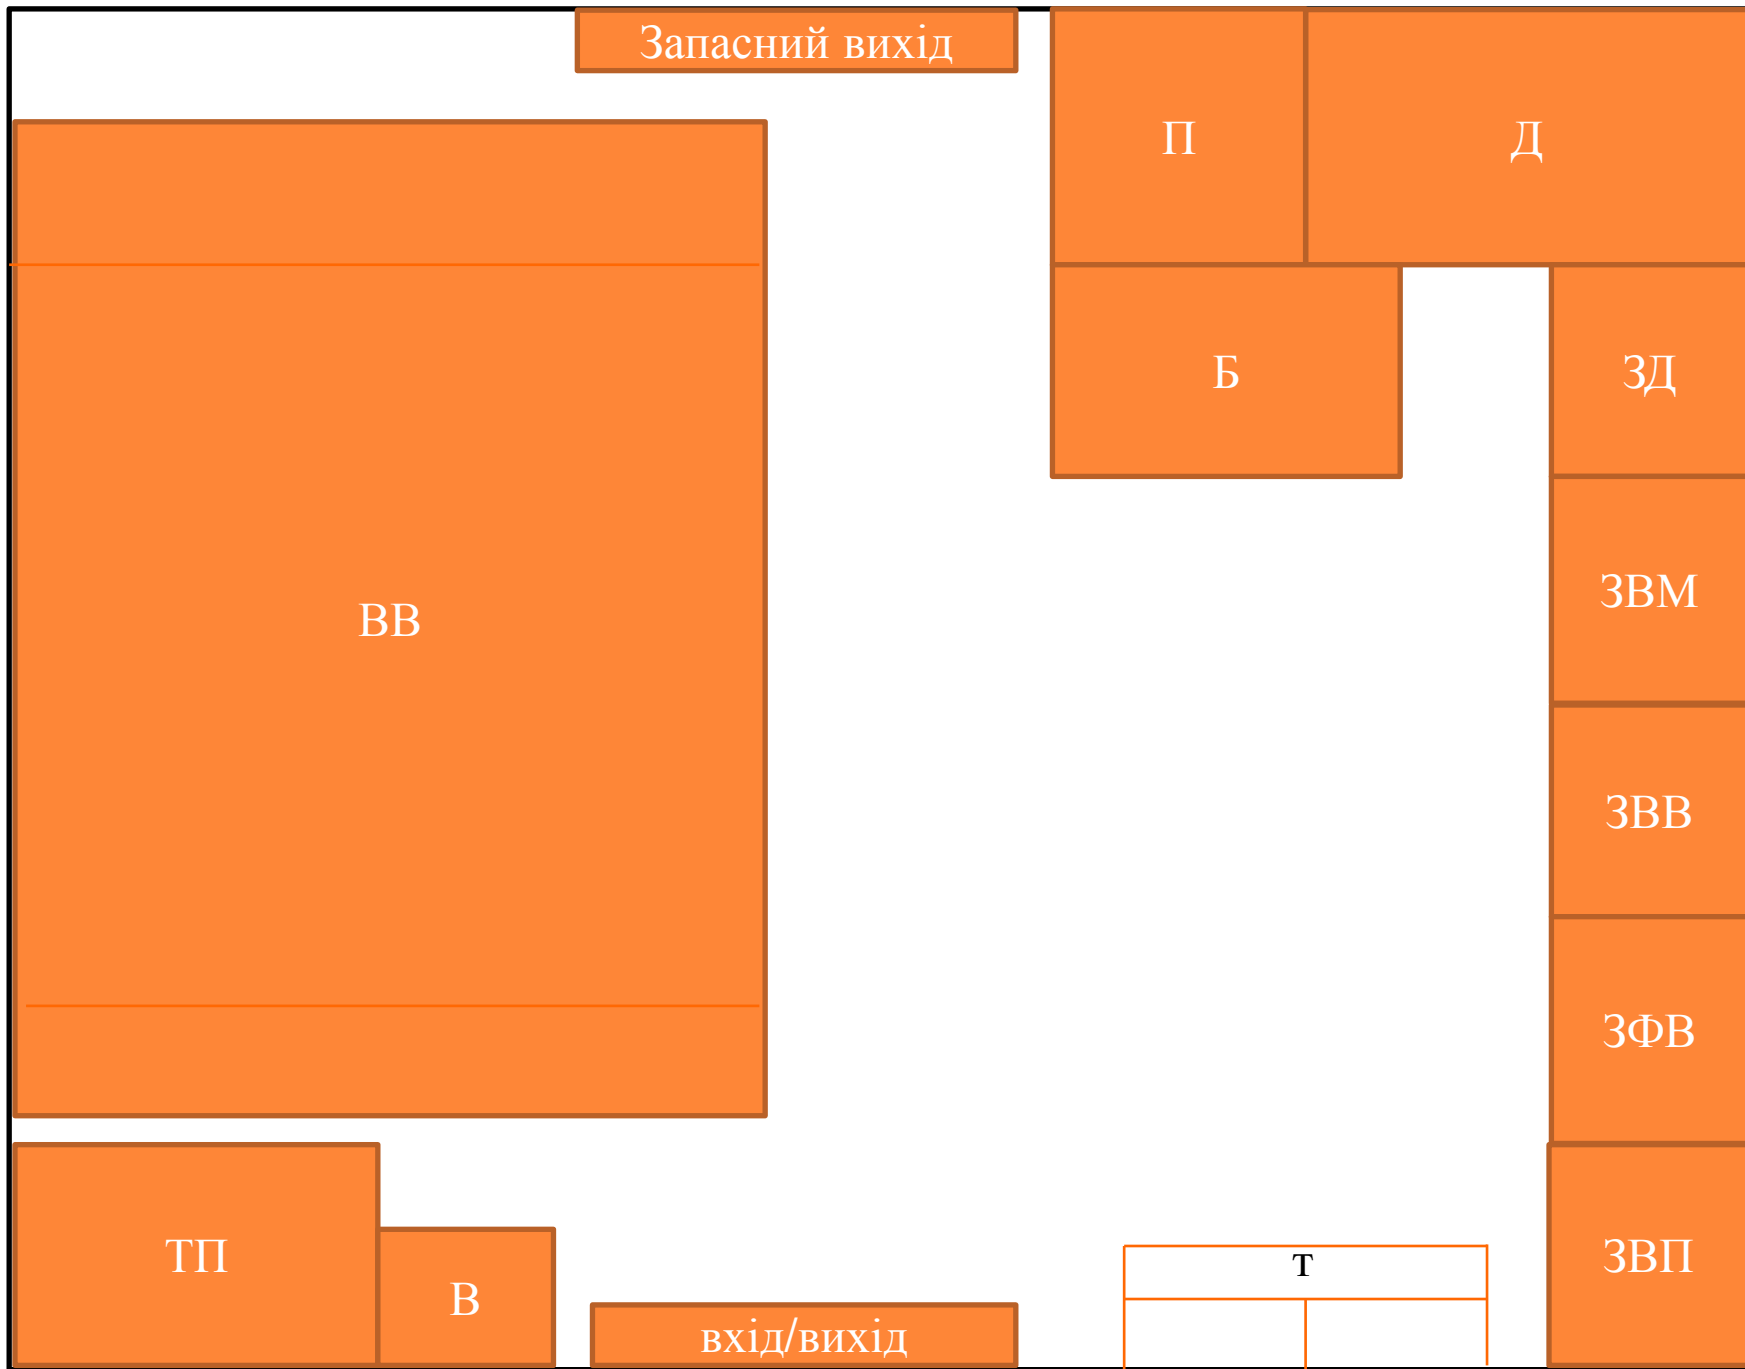 Запасний вихід
П
Д
Б
ЗД
ВВ
ЗВМ
ЗВВ
ЗФВ
ТП
В
вхід/вихід
т
ЗВП